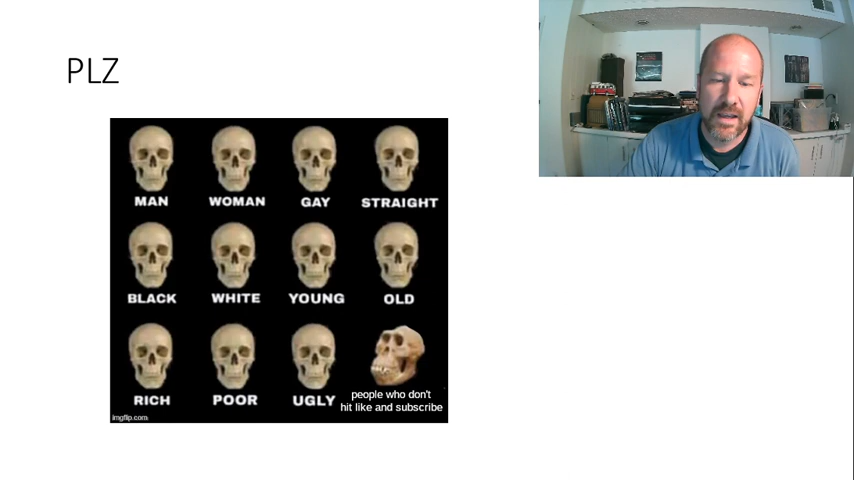 PLZ
MAN WOMAN GAY STRAIGHT
BLACK WHITE YOUNG OLD
RICH POOR UGLY people who don't
hit like and subscribe
imgflip.com